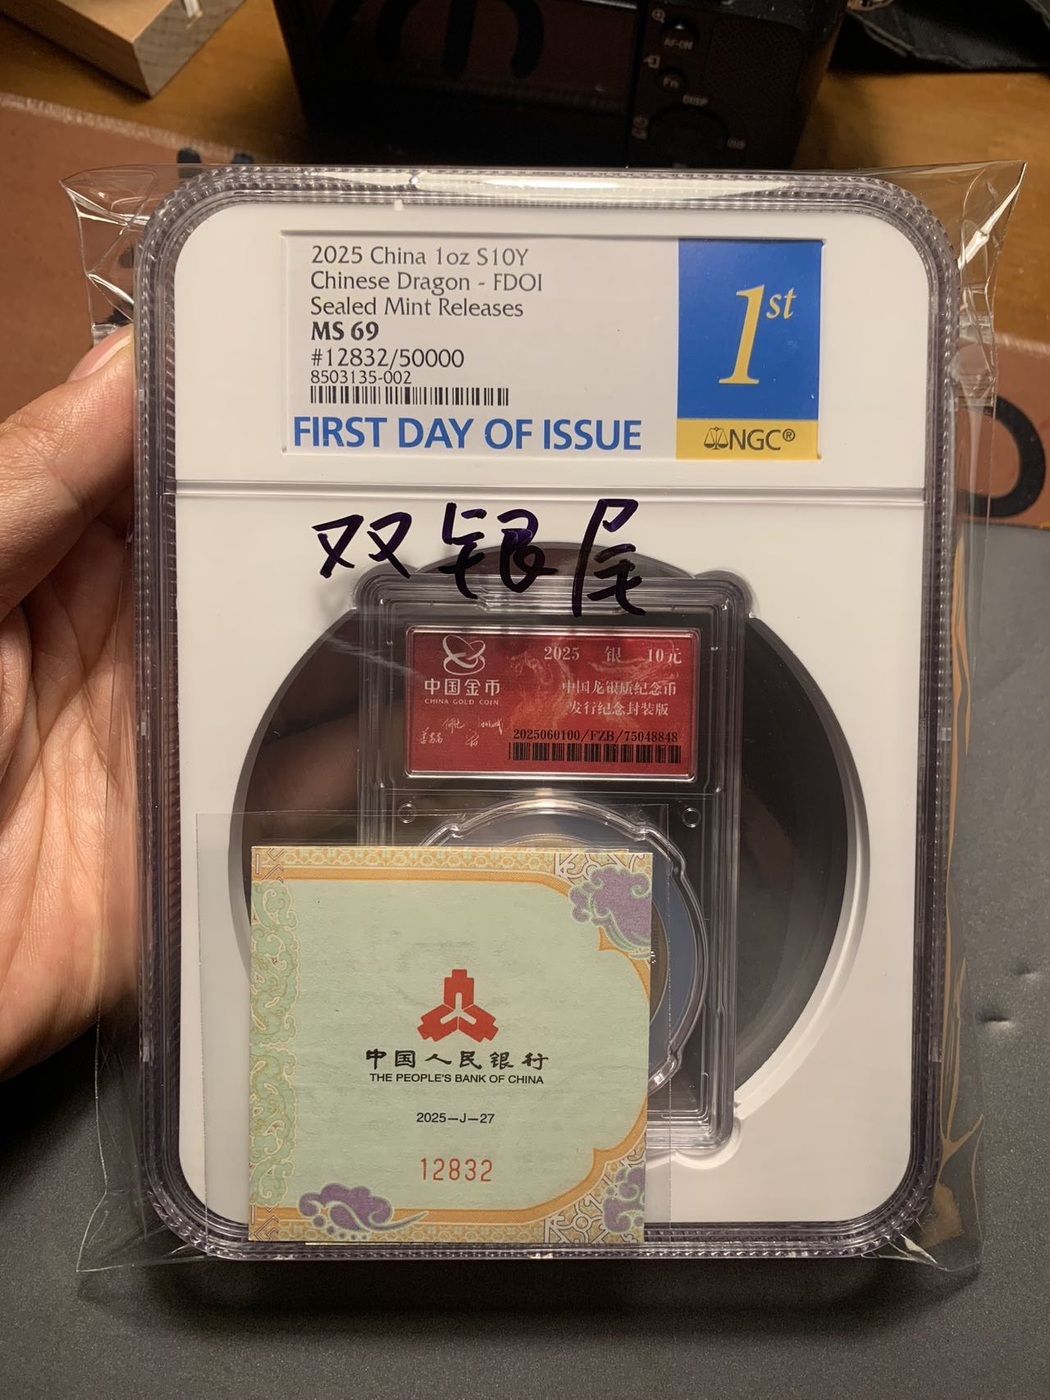 2025 China 1oz S10Y
Chinese Dragon - FDOI
Sealed Mint Releases
MS 69
#12832/50000
8503135-002
FIRST DAY OF ISSUE
1st
NGC®
双银尾
中国金币
CHINA GOLD COIN
2025 银 10元
中国龙银质纪念币
发行纪念封装版
2025060100/FZB/75048848
中国人民银行
THE PEOPLE'S BANK OF CHINA
2025-J-27
12832